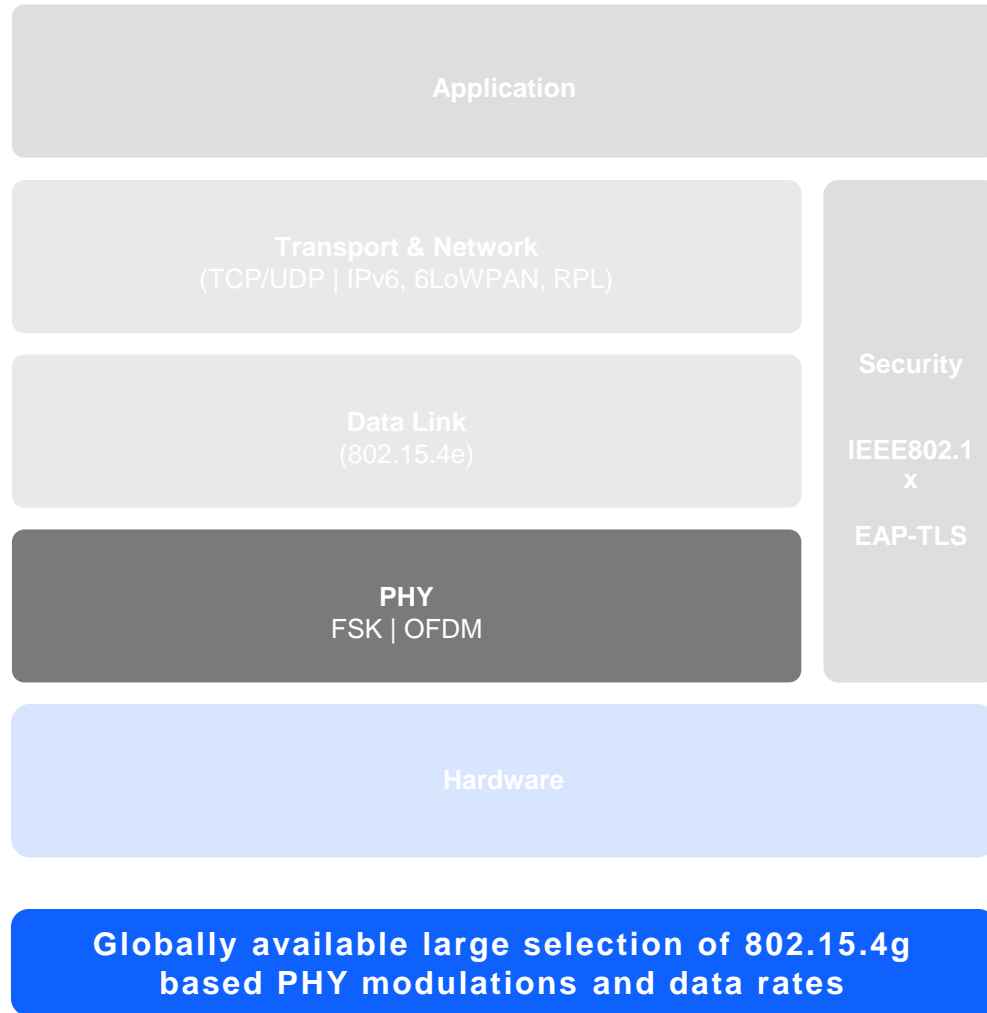 Application
Transport & Network
(TCP/UDP | IPv6, 6LoWPAN, RPL)
Data Link
(802.15.4e)
PHY
FSK | OFDM
Security
IEEE802.1
x
EAP-TLS
Hardware
Globally available large selection of 802.15.4g
based PHY modulations and data rates